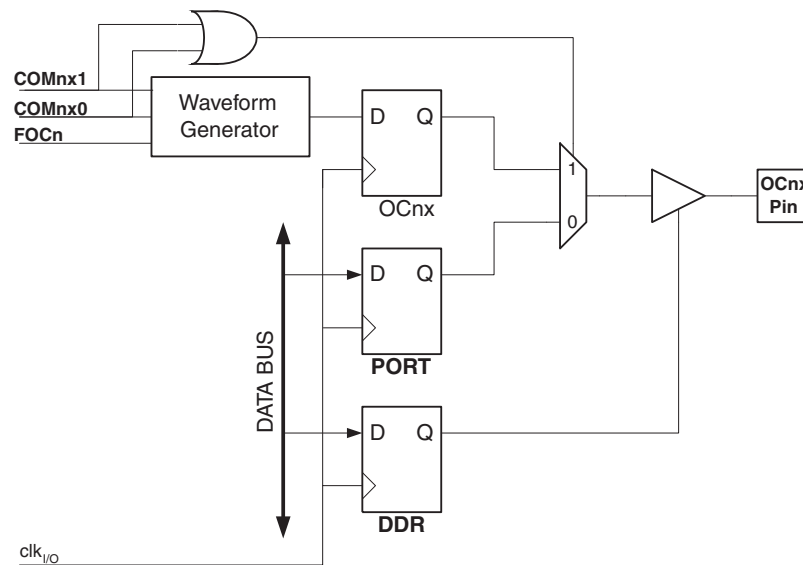 COMnx1
COMnx0
FOCn
Waveform
Generator
D Q
OCnx
1
0
OCnx
Pin
D Q
PORT
DATA BUS
D Q
DDR
clkI/O